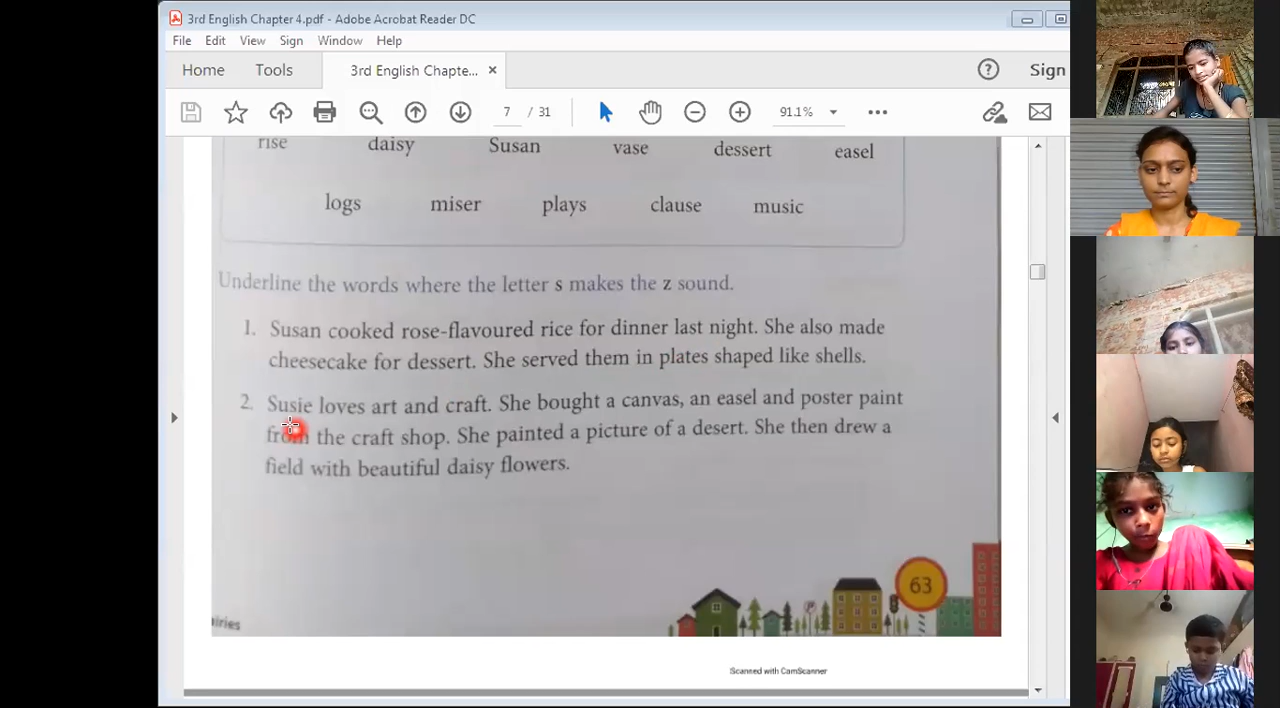 3rd English Chapter 4.pdf - Adobe Acrobat Reader DC
File Edit View Sign Window Help
Home Tools 3rd English Chapte... × Sign
7 / 31 91.1%
rise daisy Susan vase dessert easel
logs miser plays clause music
Underline the words where the letter s makes the z sound.
1. Susan cooked rose-flavoured rice for dinner last night. She also made
cheesecake for dessert. She served them in plates shaped like shells.
2. Susie loves art and craft. She bought a canvas, an easel and poster paint
from the craft shop. She painted a picture of a desert. She then drew a
field with beautiful daisy flowers.
63
Scanned with CamScanner